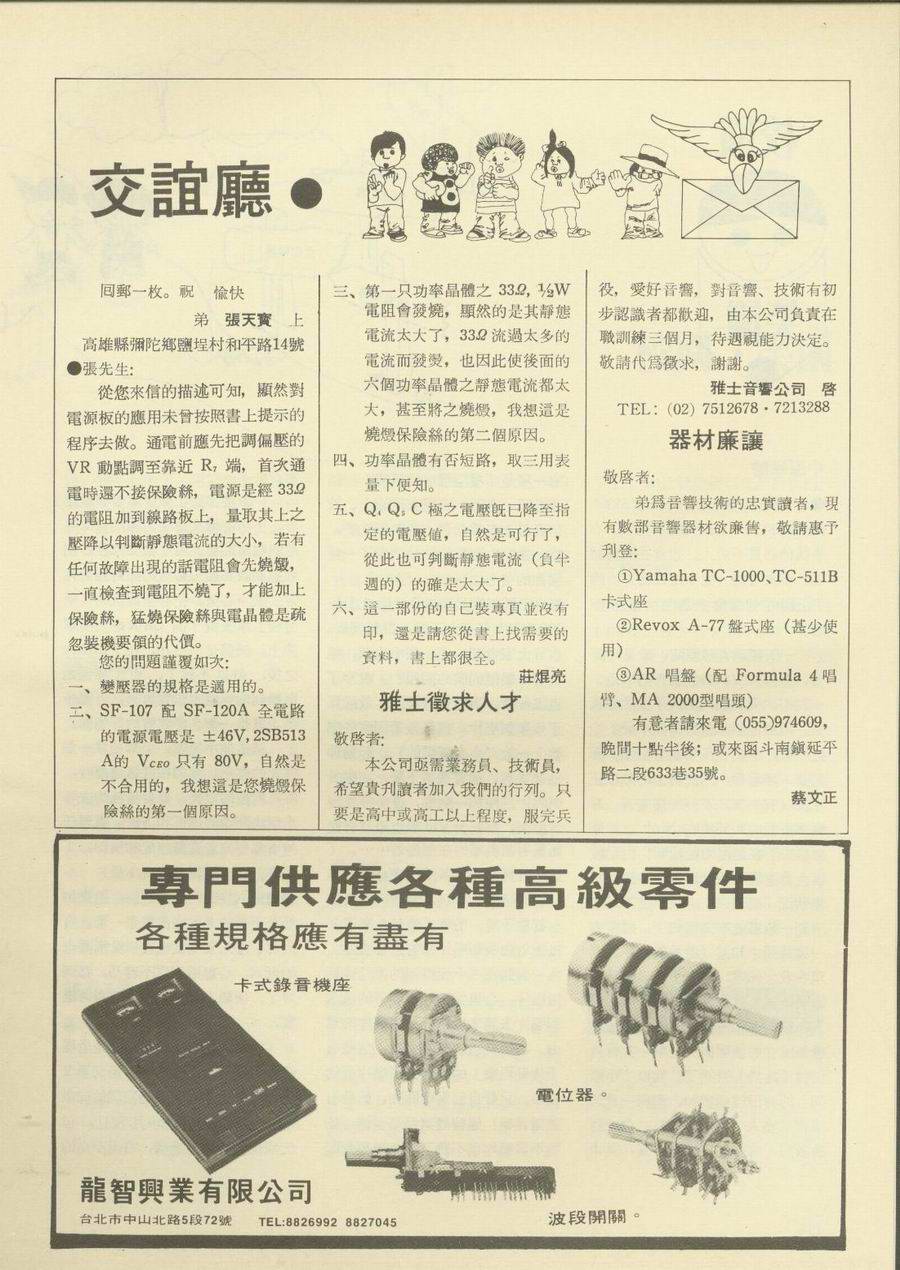 交誼廳●
回郵一枚。祝　愉快
弟　張天寶　上
高雄縣彌陀鄉鹽埕村和平路14號
●張先生:
從您來信的描述可知，顯然對
電源板的應用未曾按照書上提示的
程序去做。通電前應先把調偏壓的
VR 動點調至靠近 R₇ 端，首次通
電時還不接保險絲，電源是經 33Ω
的電阻加到線路板上，量取其上之
壓降以判斷靜態電流的大小，若有
任何故障出現的話電阻會先燒燬，
一直檢查到電阻不燒了，才能加上
保險絲，猛燒保險絲與電晶體是疏
忽裝機要領的代價。
您的問題謹覆如次:
一、變壓器的規格是適用的。
二、SF-107 配 SF-120A 全電路
的電源電壓是 ±46V, 2SB513
A的 VCEO 只有 80V，自然是
不合用的，我想這是您燒燬保
險絲的第一個原因。
三、第一只功率晶體之 33Ω, ½W
電阻會發燒，顯然的是其靜態
電流太大了，33Ω 流過太多的
電流而發燙，也因此使後面的
六個功率晶體之靜態電流都太
大，甚至將之燒燬，我想這是
燒燬保險絲的第二個原因。
四、功率晶體有否短路，取三用表
量下便知。
五、Q₁ Q₅ C 極之電壓旣已降至指
定的電壓値，自然是可行了，
從此也可判斷靜態電流（負半
週的）的確是太大了。
六、這一部份的自己裝專頁並沒有
印，還是請您從書上找需要的
資料，書上都很全。
莊焜亮
雅士徵求人才
敬啓者:
本公司亟需業務員、技術員，
希望貴刋讀者加入我們的行列。只
要是高中或高工以上程度，服完兵
役，愛好音響，對音響、技術有初
步認識者都歡迎，由本公司負責在
職訓練三個月，待遇視能力決定。
敬請代爲徵求，謝謝。
雅士音響公司　啓
TEL: (02) 7512678・7213288
器材廉讓
敬啓者:
弟爲音響技術的忠實讀者，現
有數部音響器材欲廉售，敬請惠予
刋登:
①Yamaha TC-1000、TC-511B
卡式座
②Revox A-77 盤式座（甚少使
用）
③AR 唱盤（配 Formula 4 唱
臂、MA 2000型唱頭）
有意者請來電 (055)974609，
晚間十點半後；或來函斗南鎭延平
路二段633巷35號。
蔡文正
專門供應各種高級零件
各種規格應有盡有
卡式錄音機座
電位器。
波段開關。
龍智興業有限公司
台北市中山北路5段72號　TEL:8826992 8827045